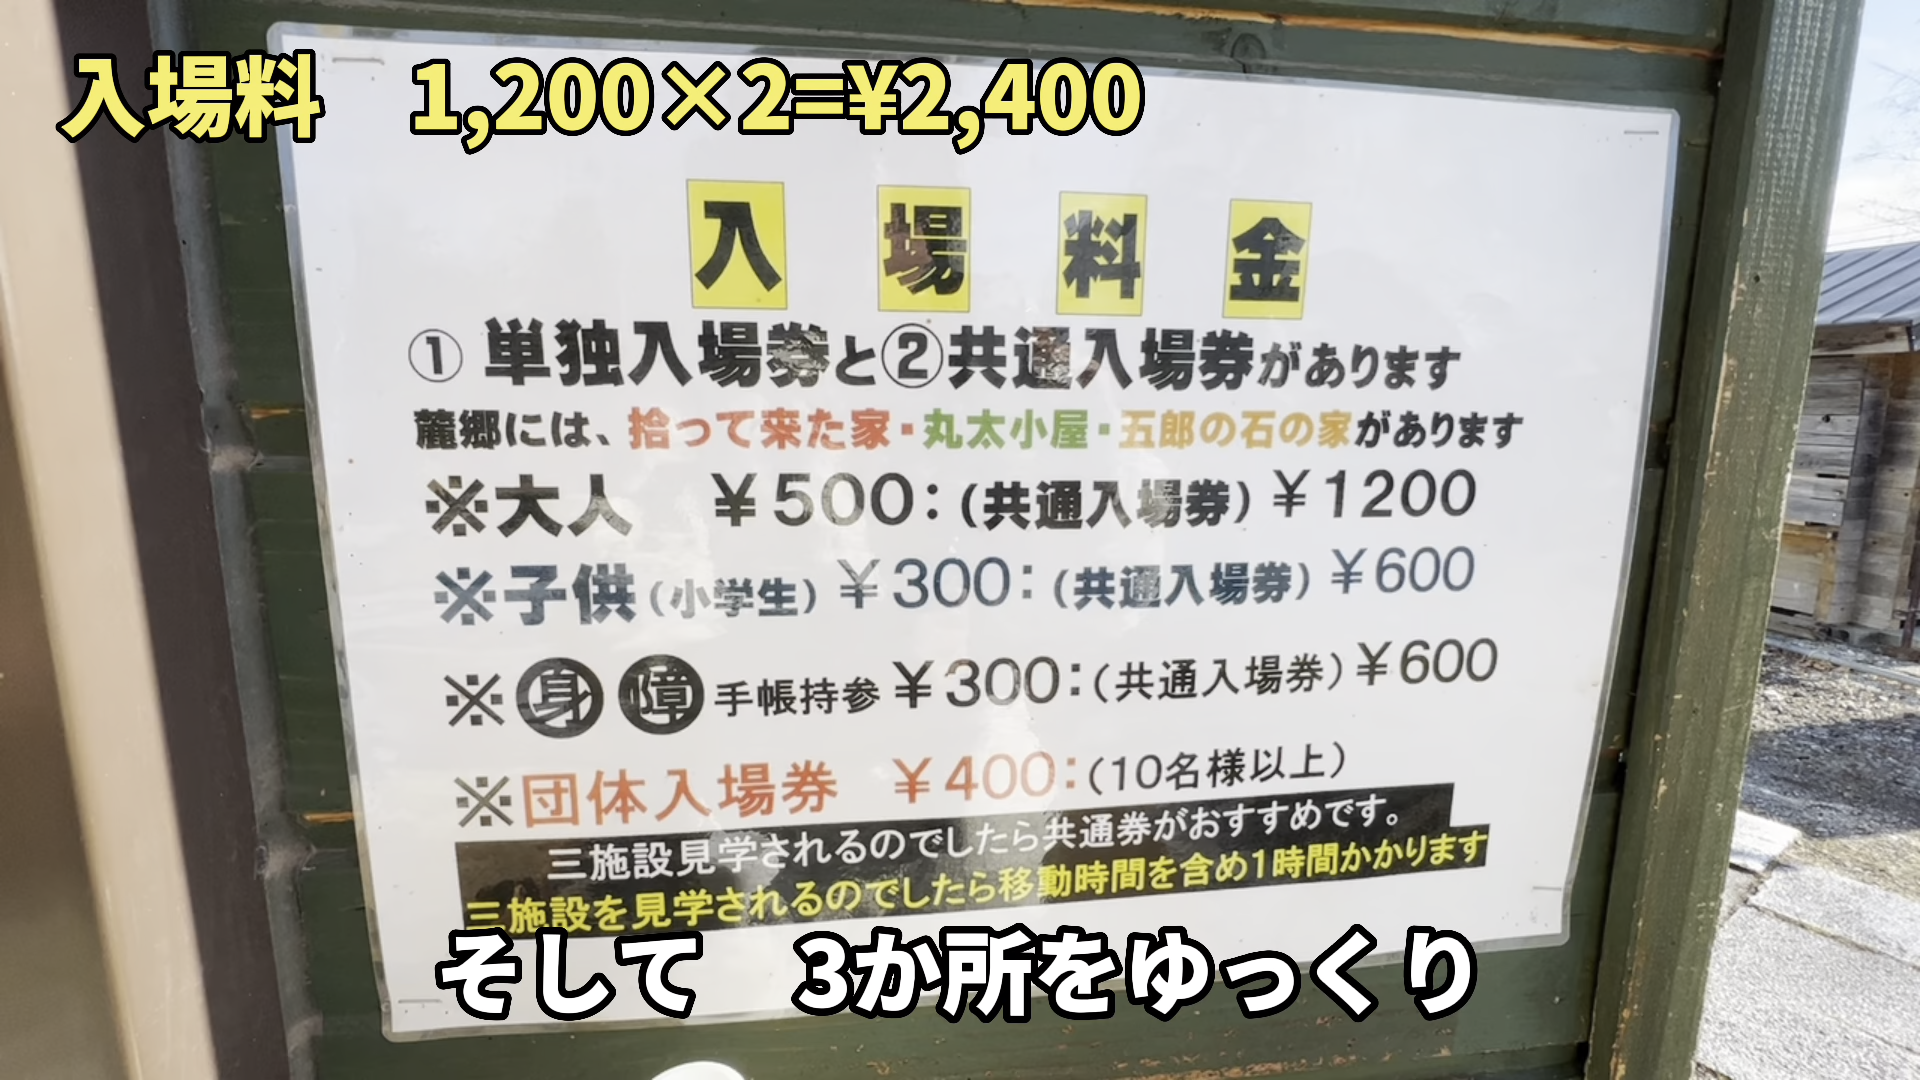 入場料　1,200×2=¥2,400
入場料金
① 単独入場券と②共通入場券があります
麓郷には、拾って来た家・丸太小屋・五郎の石の家があります
※大人　¥500:(共通入場券)¥1200
※子供(小学生)¥300:(共通入場券)¥600
※身障手帳持参¥300:(共通入場券)¥600
※団体入場券　¥400:(10名様以上)
三施設見学されるのでしたら共通券がおすすめです。
三施設を見学されるのでしたら移動時間を含め1時間かかります
そして　3か所をゆっくり